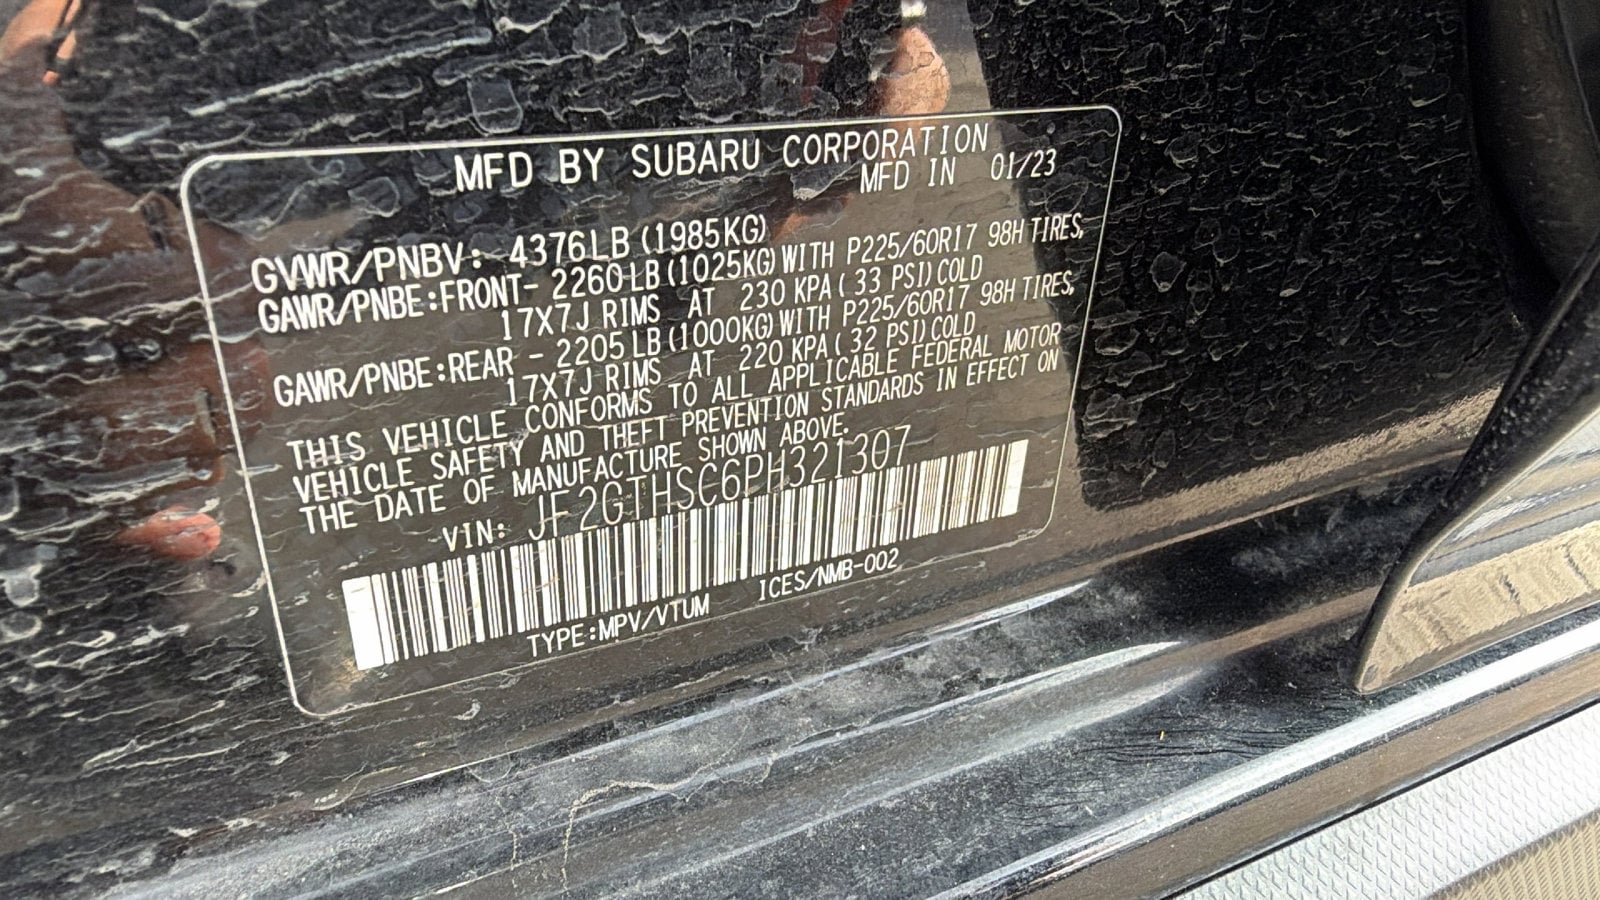 MFD BY SUBARU CORPORATION
MFD IN 01/23
GVWR/PNBV: 4376LB (1985KG)
GAWR/PNBE:FRONT- 2260LB (1025KG) WITH P225/60R17 98H TIRES,
17X7J RIMS AT 230 KPA ( 33 PSI) COLD
GAWR/PNBE:REAR - 2205LB (1000KG) WITH P225/60R17 98H TIRES,
17X7J RIMS AT 220 KPA ( 32 PSI) COLD
THIS VEHICLE CONFORMS TO ALL APPLICABLE FEDERAL MOTOR
VEHICLE SAFETY AND THEFT PREVENTION STANDARDS IN EFFECT ON
THE DATE OF MANUFACTURE SHOWN ABOVE.
VIN: JF2GTHSC6PH321307
TYPE:MPV/VTUM ICES/NMB-002